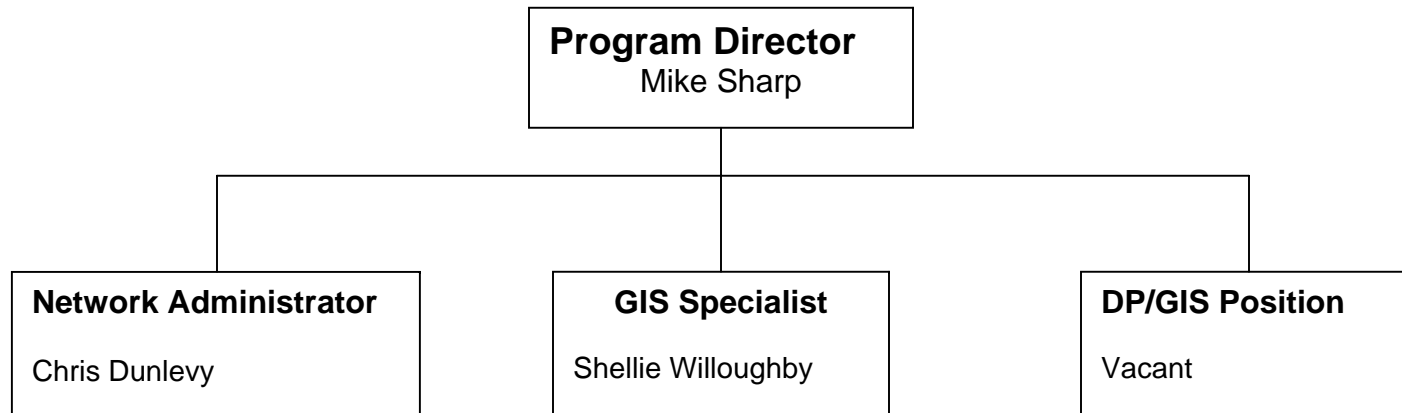 Program Director
Mike Sharp
Network Administrator
Chris Dunlevy
GIS Specialist
Shellie Willoughby
DP/GIS Position
Vacant